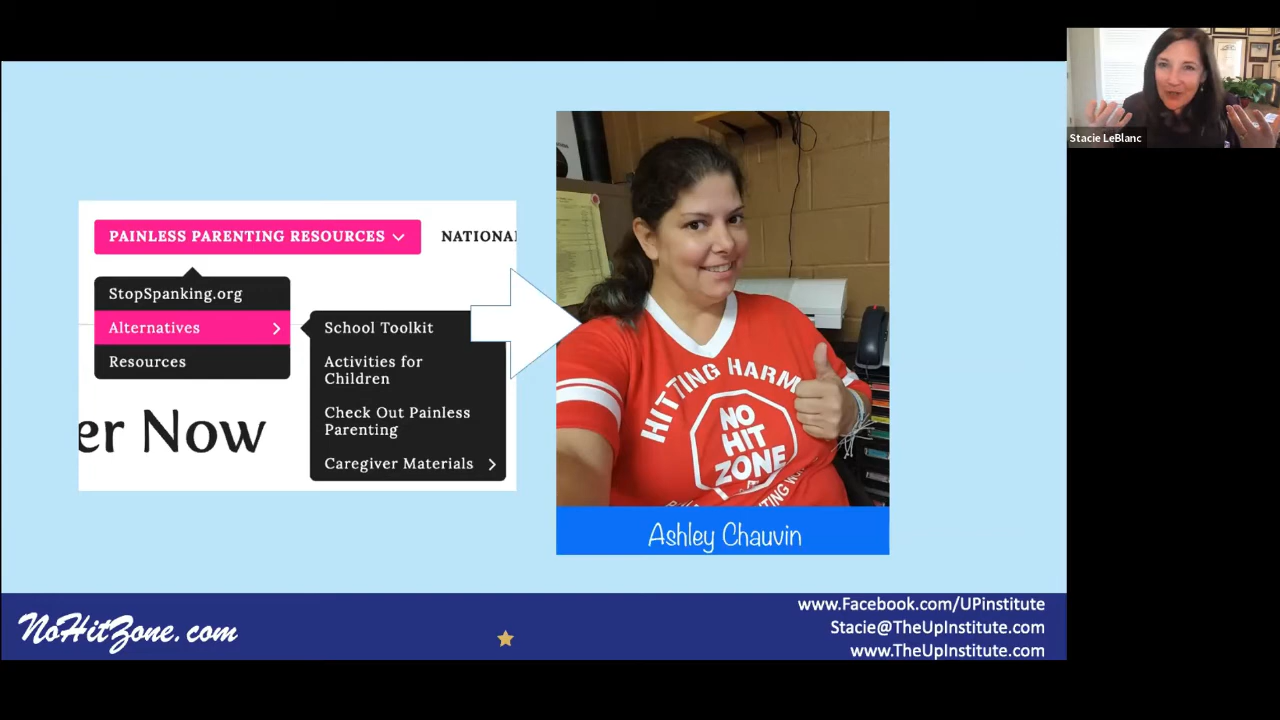 Stacie LeBlanc
PAINLESS PARENTING RESOURCES
NATIONAL
StopSpanking.org
Alternatives
Resources
School Toolkit
Activities for
Children
Check Out Painless
Parenting
Caregiver Materials
er Now
HITTING HARM
NO
HIT
ZONE
Ashley Chauvin
NoHitZone.com
www.Facebook.com/UPinstitute
Stacie@TheUpInstitute.com
www.TheUpInstitute.com